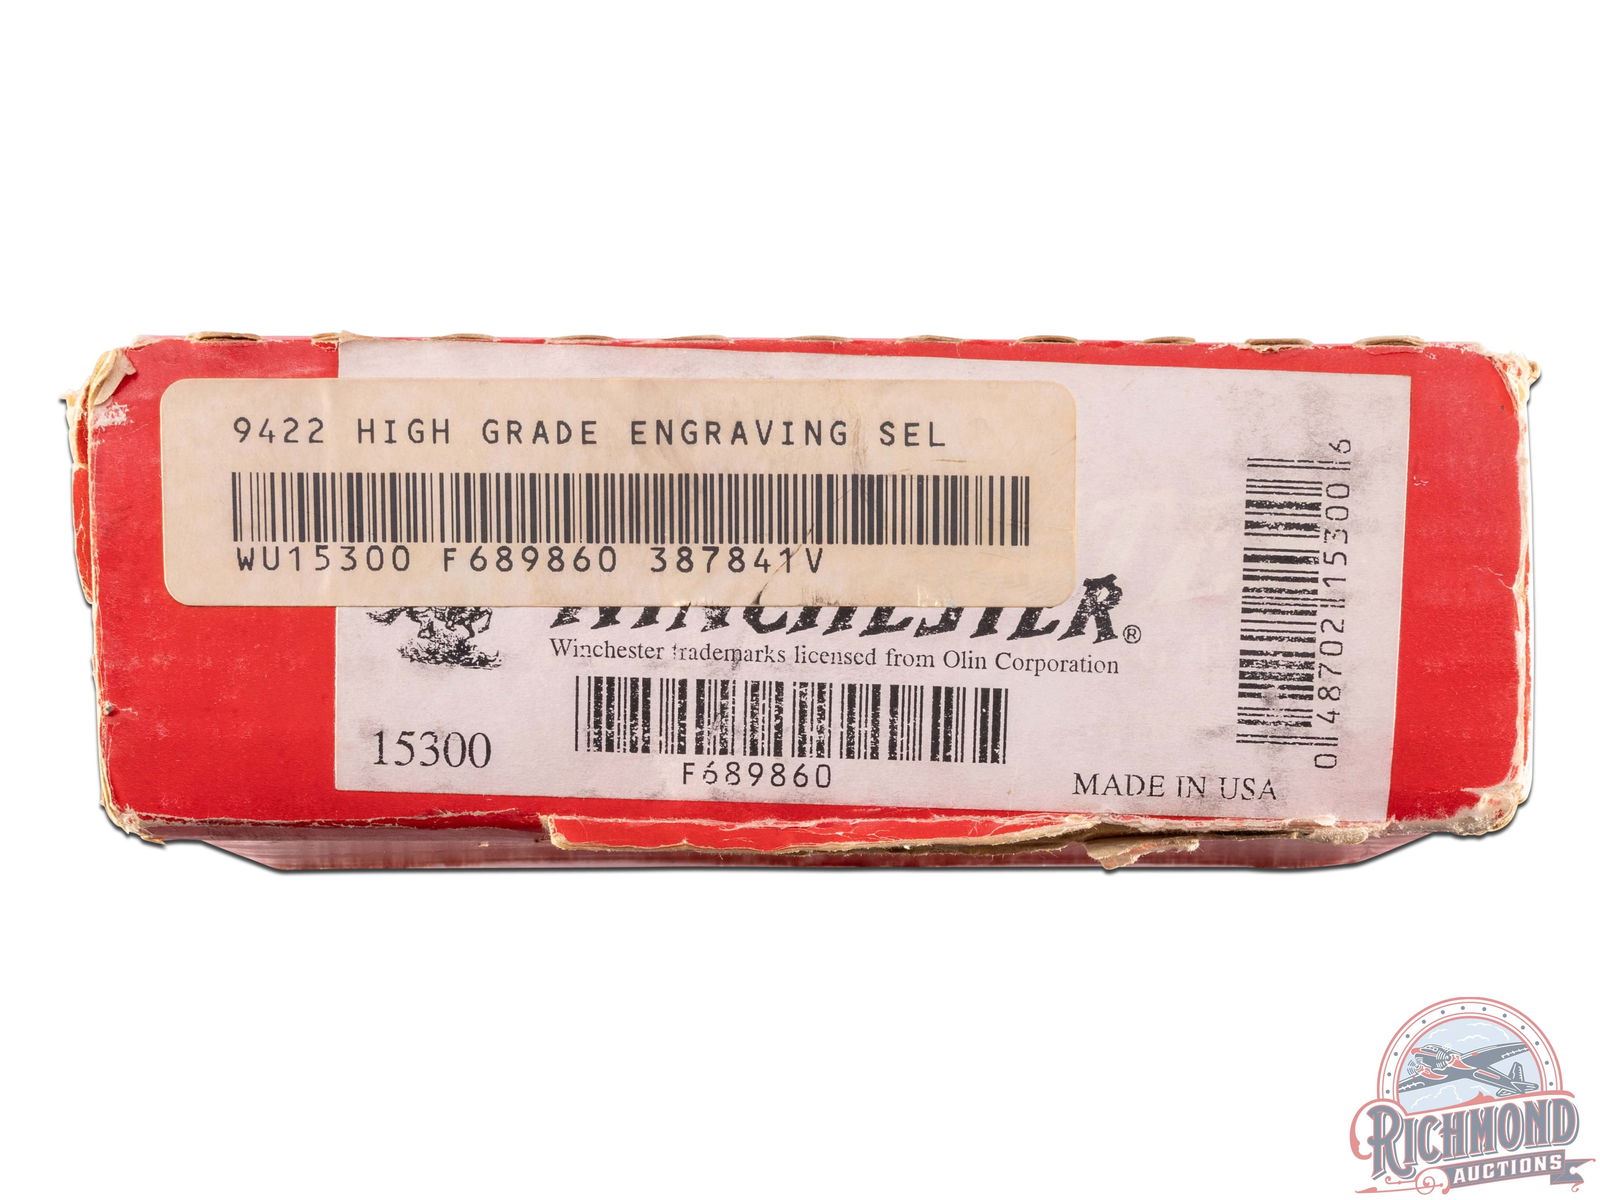 9422 HIGH GRADE ENGRAVING SEL
WU15300 F689860 387841V
WINCHESTER®
Winchester trademarks licensed from Olin Corporation
15300
F689860
MADE IN USA
0 48702 15300 6
RICHMOND
AUCTIONS